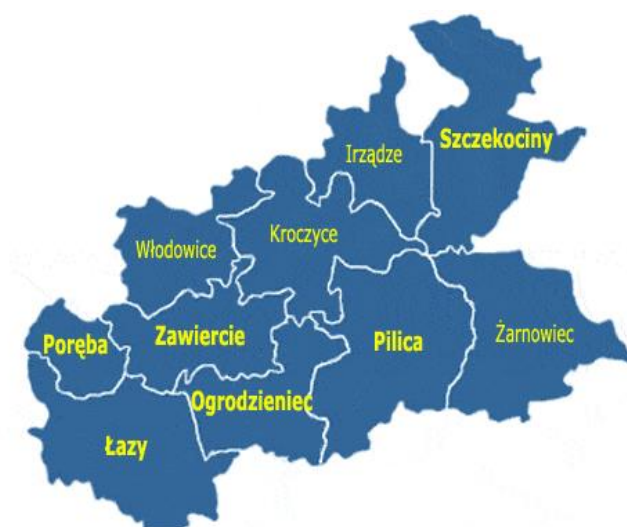 Szczekociny
Irządze
Kroczyce
Włodowice
Żarnowiec
Zawiercie
Pilica
Poręba
Ogrodzieniec
Łazy